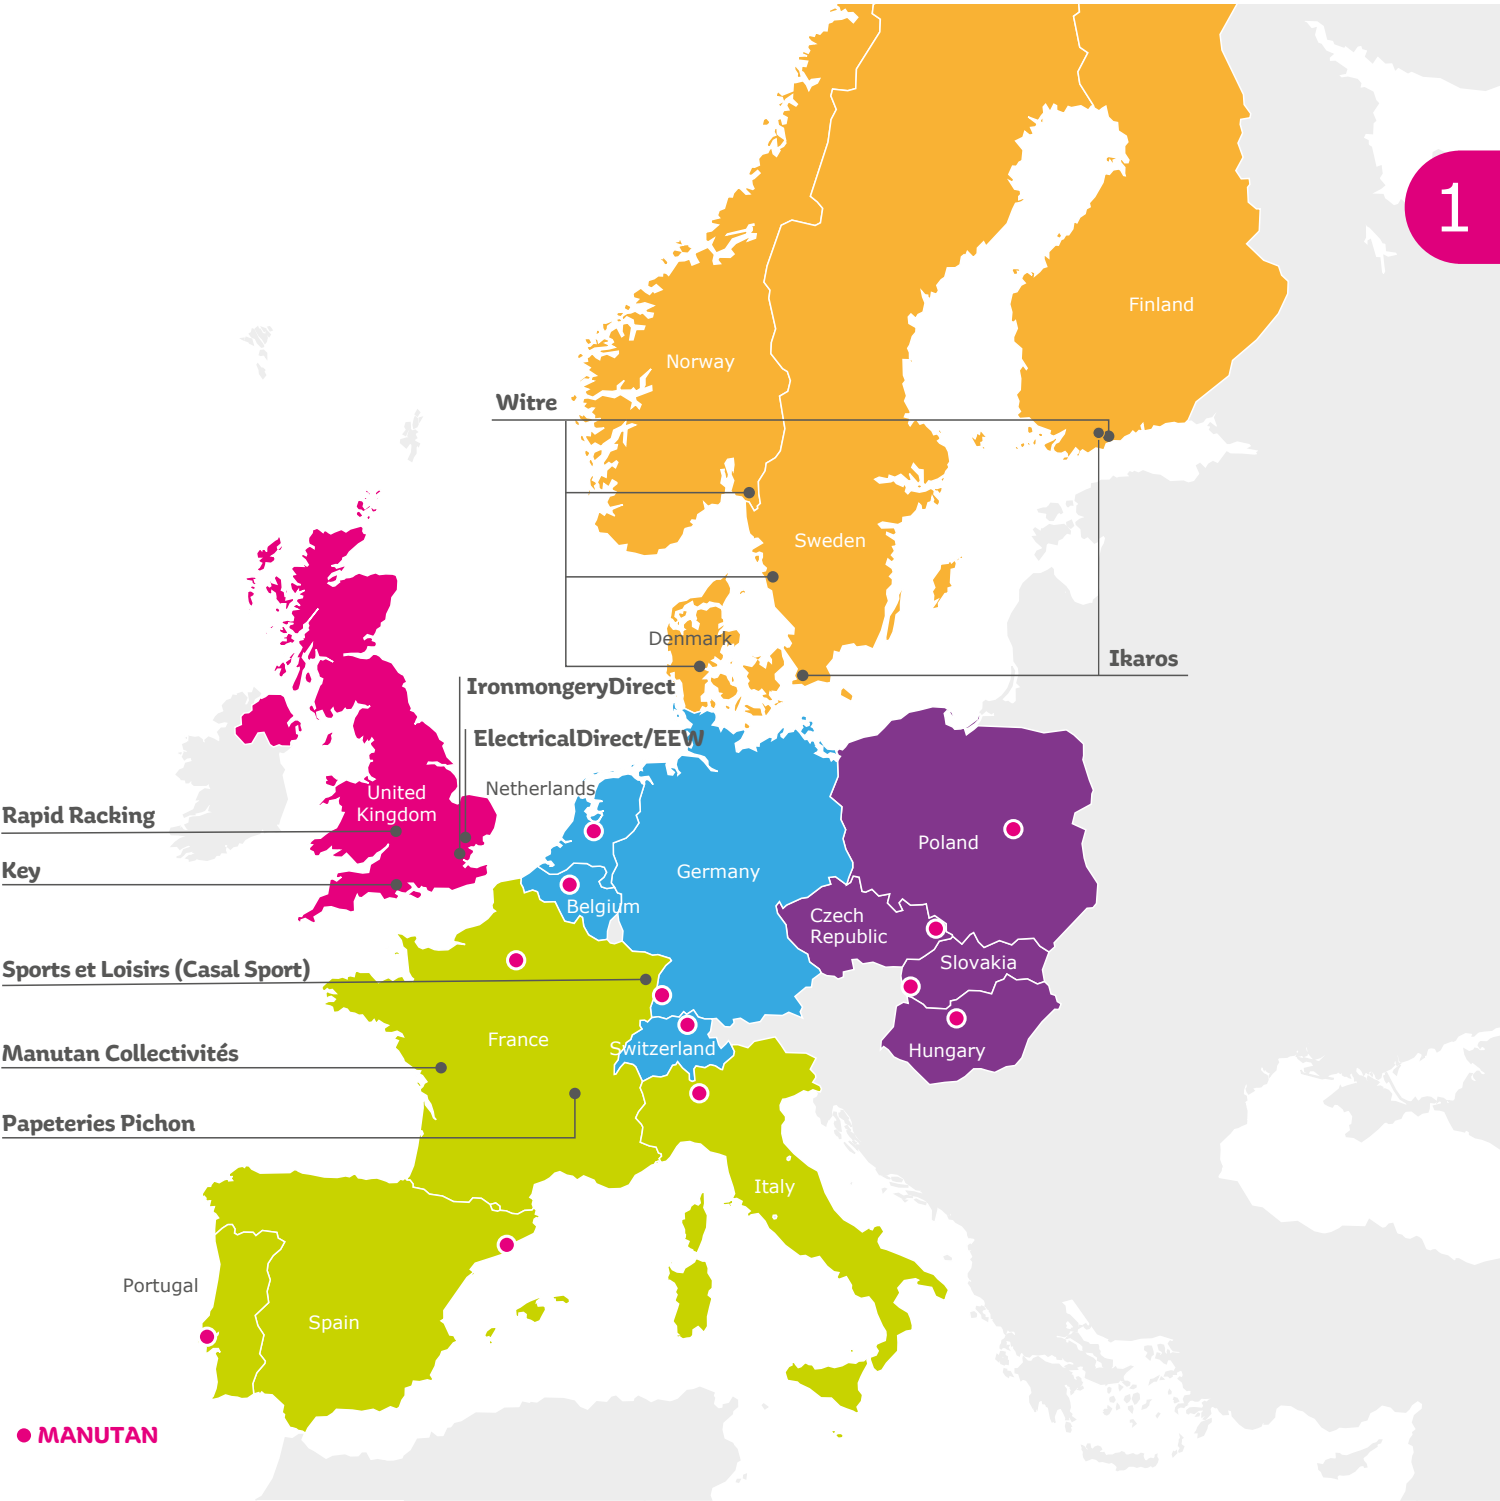 1
Finland
Norway
Witre
Sweden
Denmark
Ikaros
IronmongeryDirect
ElectricalDirect/EEW
Netherlands
United
Kingdom
Rapid Racking
Poland
Key
Germany
Belgium
Czech
Republic
Slovakia
Sports et Loisirs (Casal Sport)
France
Switzerland
Hungary
Manutan Collectivités
Papeteries Pichon
Italy
Portugal
Spain
MANUTAN